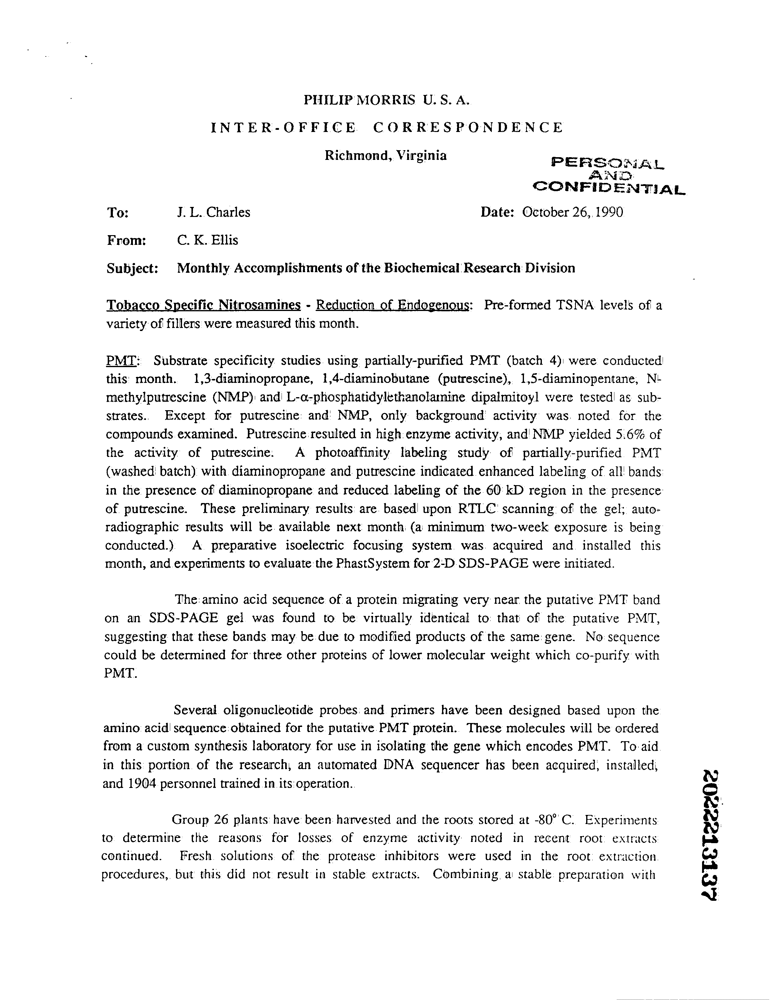 PHILIP MORRIS U. S. A.
INTER-OFFICE CORRESPONDENCE
Richmond, Virginia
PERSONAL
AND
CONFIDENTIAL
To: J. L. Charles Date: October 26, 1990
From: C. K. Ellis
Subject: Monthly Accomplishments of the Biochemical Research Division
Tobacco Specific Nitrosamines - Reduction of Endogenous: Pre-formed TSNA levels of a
variety of fillers were measured this month.
PMT: Substrate specificity studies using partially-purified PMT (batch 4) were conducted
this month. 1,3-diaminopropane, 1,4-diaminobutane (putrescine), 1,5-diaminopentane, N-
methylputrescine (NMP) and L-α-phosphatidylethanolamine dipalmitoyl were tested as sub-
strates. Except for putrescine and NMP, only background activity was noted for the
compounds examined. Putrescine resulted in high enzyme activity, and NMP yielded 5.6% of
the activity of putrescine. A photoaffinity labeling study of partially-purified PMT
(washed batch) with diaminopropane and putrescine indicated enhanced labeling of all bands
in the presence of diaminopropane and reduced labeling of the 60 kD region in the presence
of putrescine. These preliminary results are based upon RTLC scanning of the gel; auto-
radiographic results will be available next month (a minimum two-week exposure is being
conducted.) A preparative isoelectric focusing system was acquired and installed this
month, and experiments to evaluate the PhastSystem for 2-D SDS-PAGE were initiated.
The amino acid sequence of a protein migrating very near the putative PMT band
on an SDS-PAGE gel was found to be virtually identical to that of the putative PMT,
suggesting that these bands may be due to modified products of the same gene. No sequence
could be determined for three other proteins of lower molecular weight which co-purify with
PMT.
Several oligonucleotide probes and primers have been designed based upon the
amino acid sequence obtained for the putative PMT protein. These molecules will be ordered
from a custom synthesis laboratory for use in isolating the gene which encodes PMT. To aid
in this portion of the research, an automated DNA sequencer has been acquired, installed,
and 1904 personnel trained in its operation.
Group 26 plants have been harvested and the roots stored at -80° C. Experiments
to determine the reasons for losses of enzyme activity noted in recent root extracts
continued. Fresh solutions of the protease inhibitors were used in the root extraction
procedures, but this did not result in stable extracts. Combining a stable preparation with
2022213137